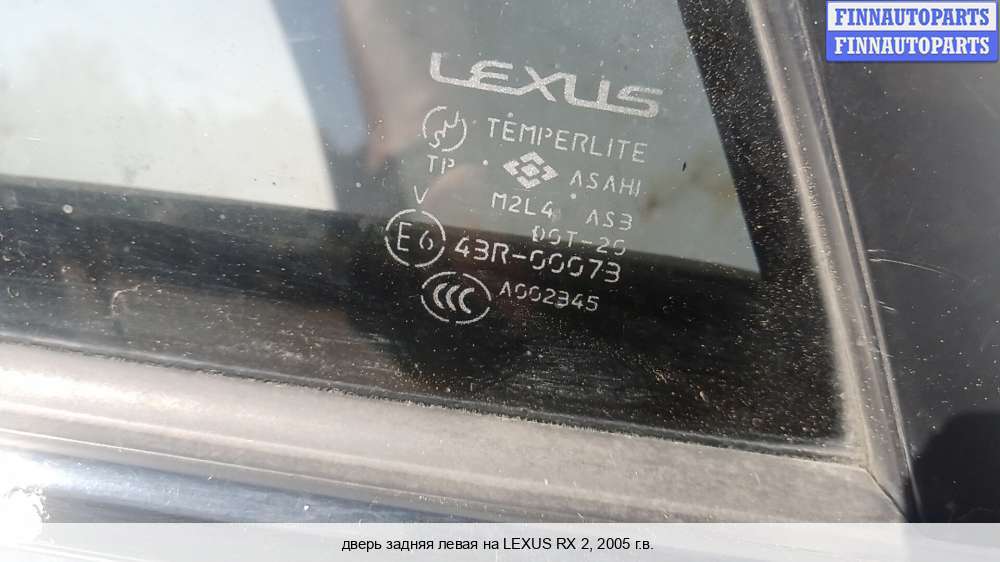 FINNAUTOPARTS
FINNAUTOPARTS
LEXUS
TEMPERLITE
TP
ASAHI
V
M2L4 AS3
DOT-20
E6 43R-00073
CCC A002345
дверь задняя левая на LEXUS RX 2, 2005 г.в.